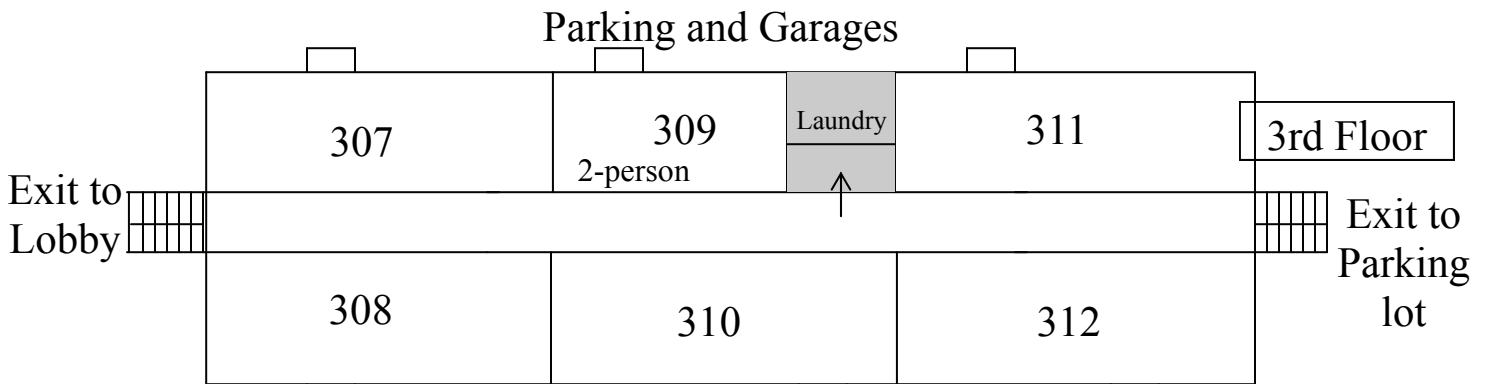 Parking and Garages
307
309
2-person
Laundry
311
3rd Floor
Exit to
Lobby
Exit to
Parking
lot
308
310
312